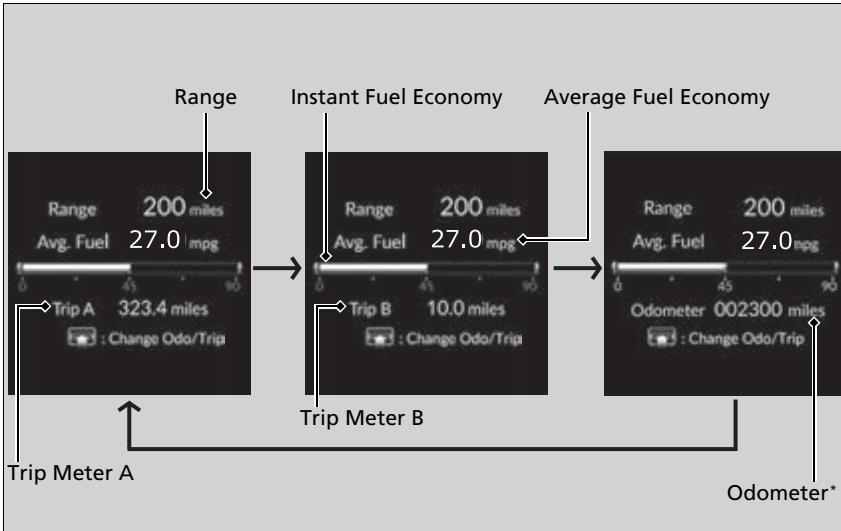 Range
Instant Fuel Economy
Average Fuel Economy
Range 200 miles
Avg. Fuel 27.0 mpg
0 45 90
Trip A 323.4 miles
: Change Odo/Trip
Range 200 miles
Avg. Fuel 27.0 mpg
0 45 90
Trip B 10.0 miles
: Change Odo/Trip
Range 200 miles
Avg. Fuel 27.0 mpg
0 45 90
Odometer 002300 miles
: Change Odo/Trip
Trip Meter B
Trip Meter A
Odometer*